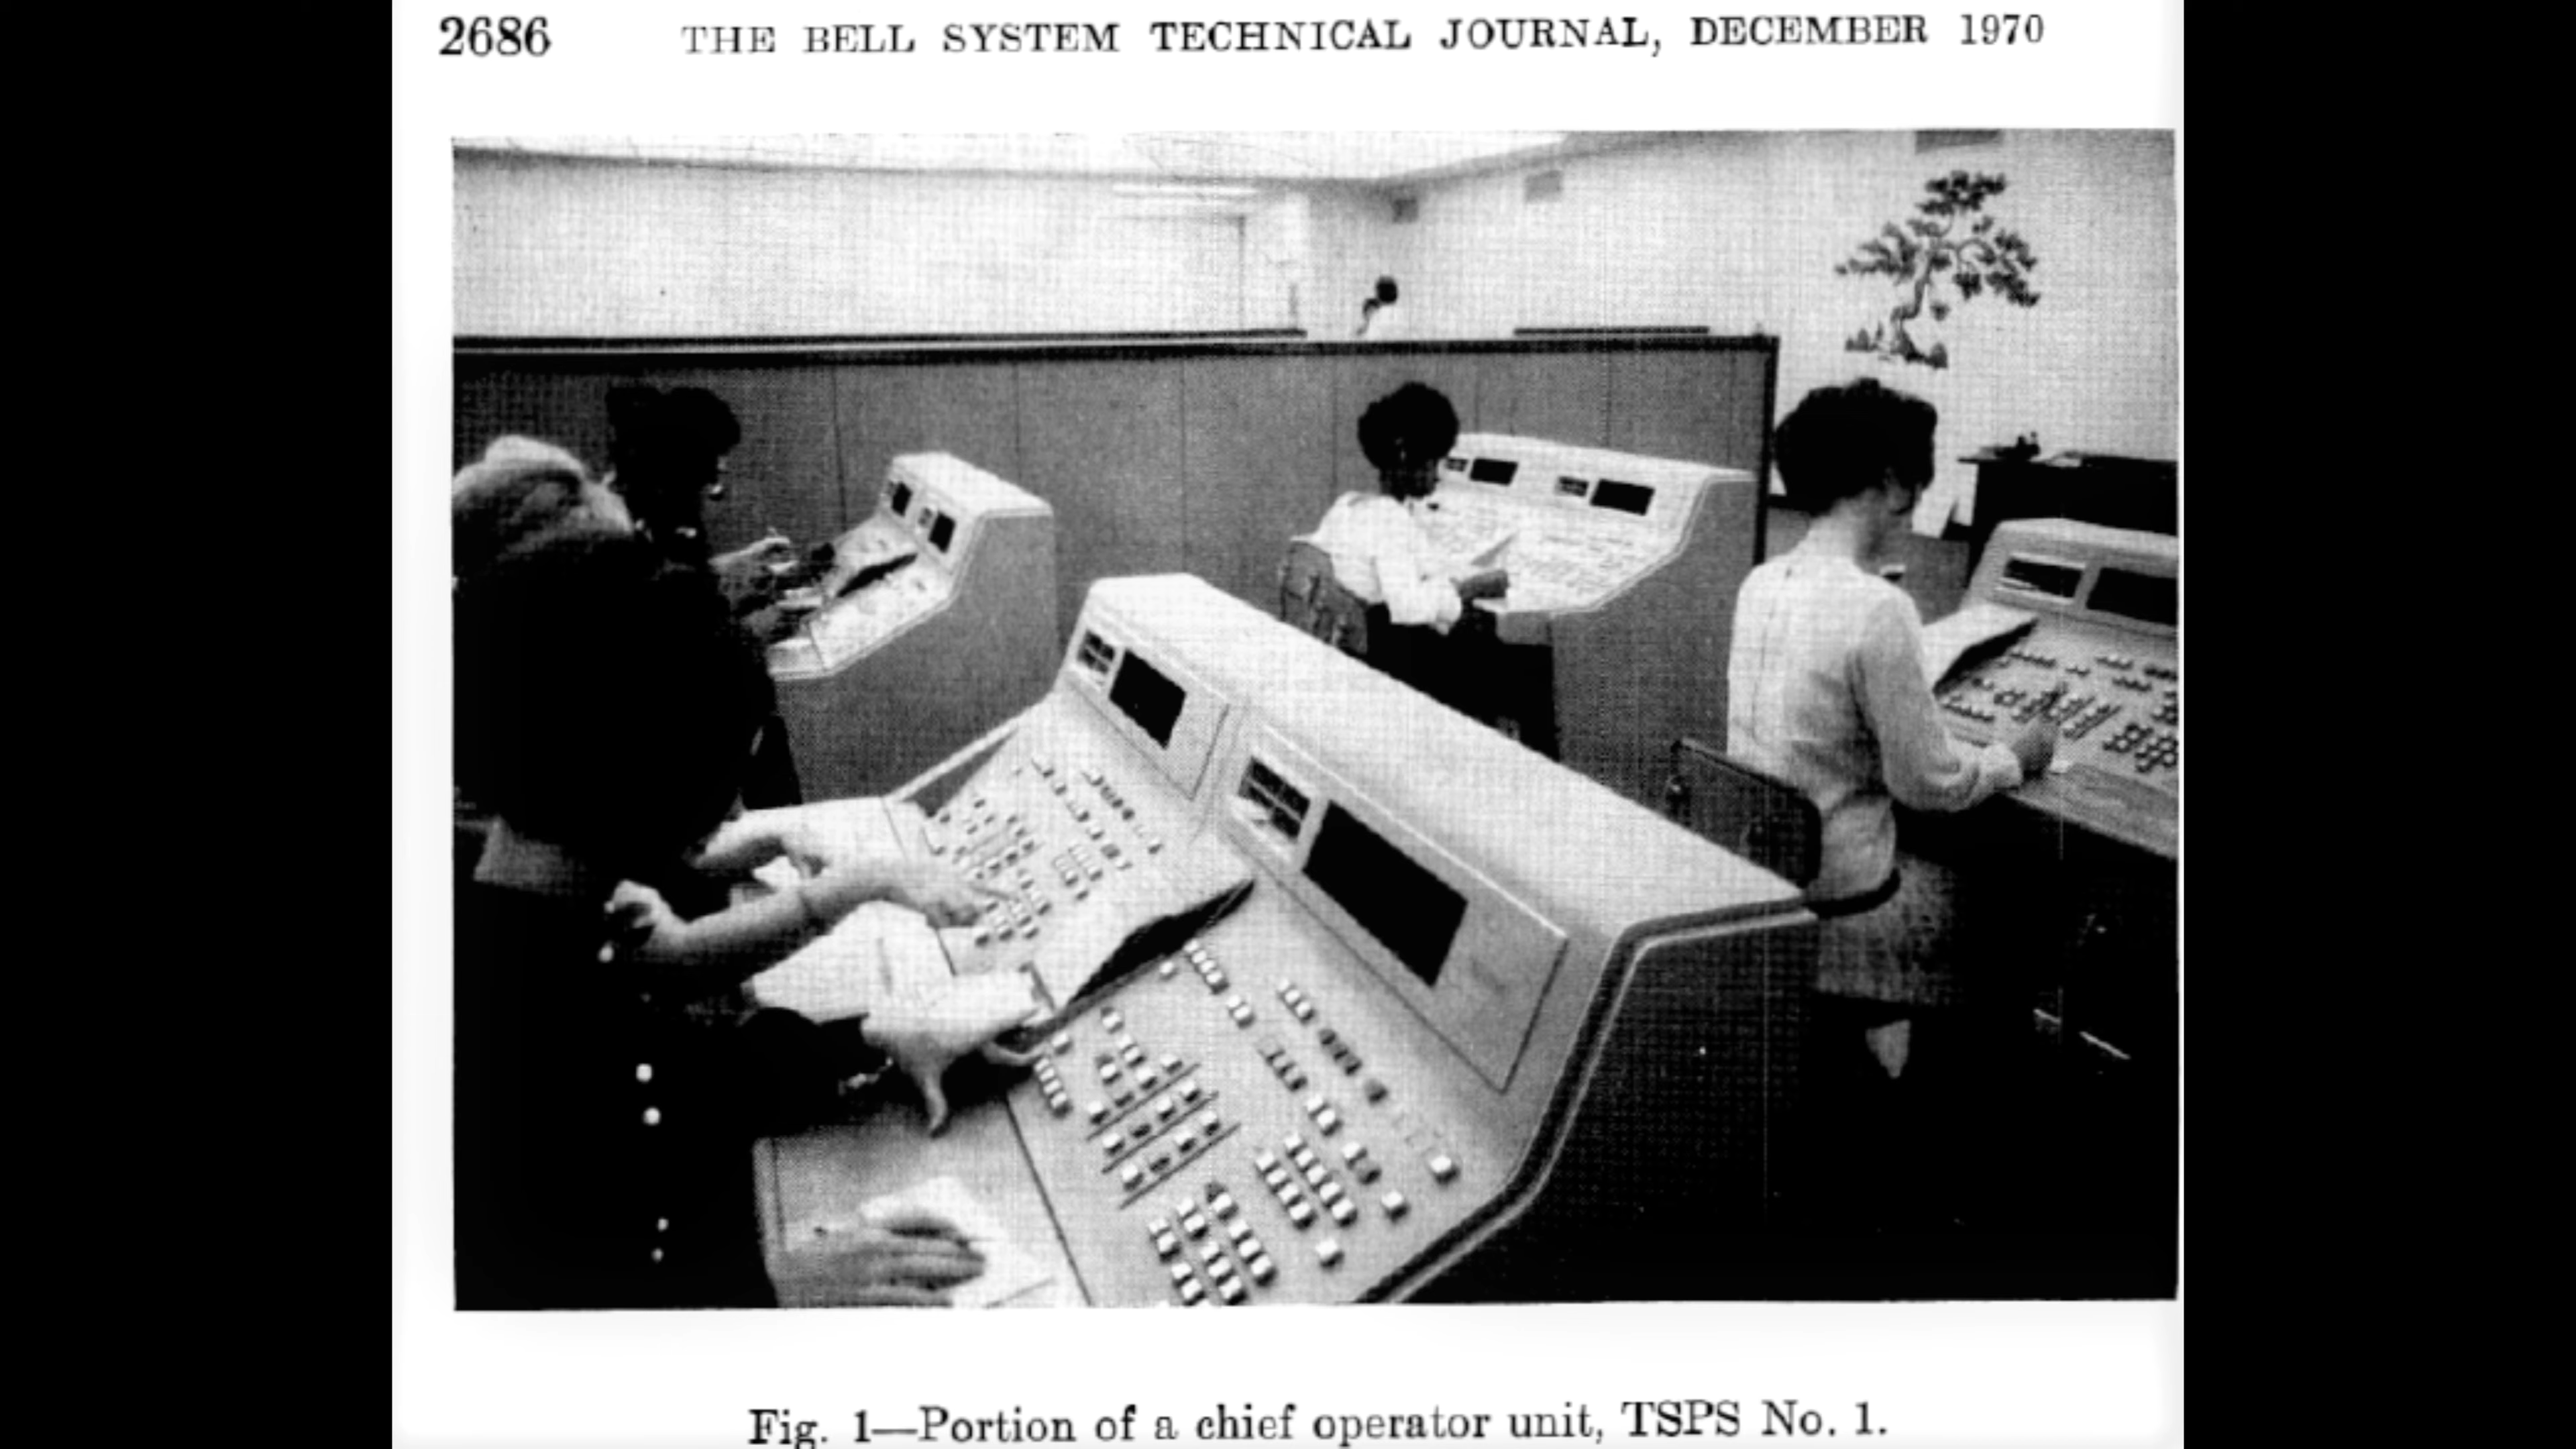 2686 THE BELL SYSTEM TECHNICAL JOURNAL, DECEMBER 1970
Fig. 1—Portion of a chief operator unit, TSPS No. 1.